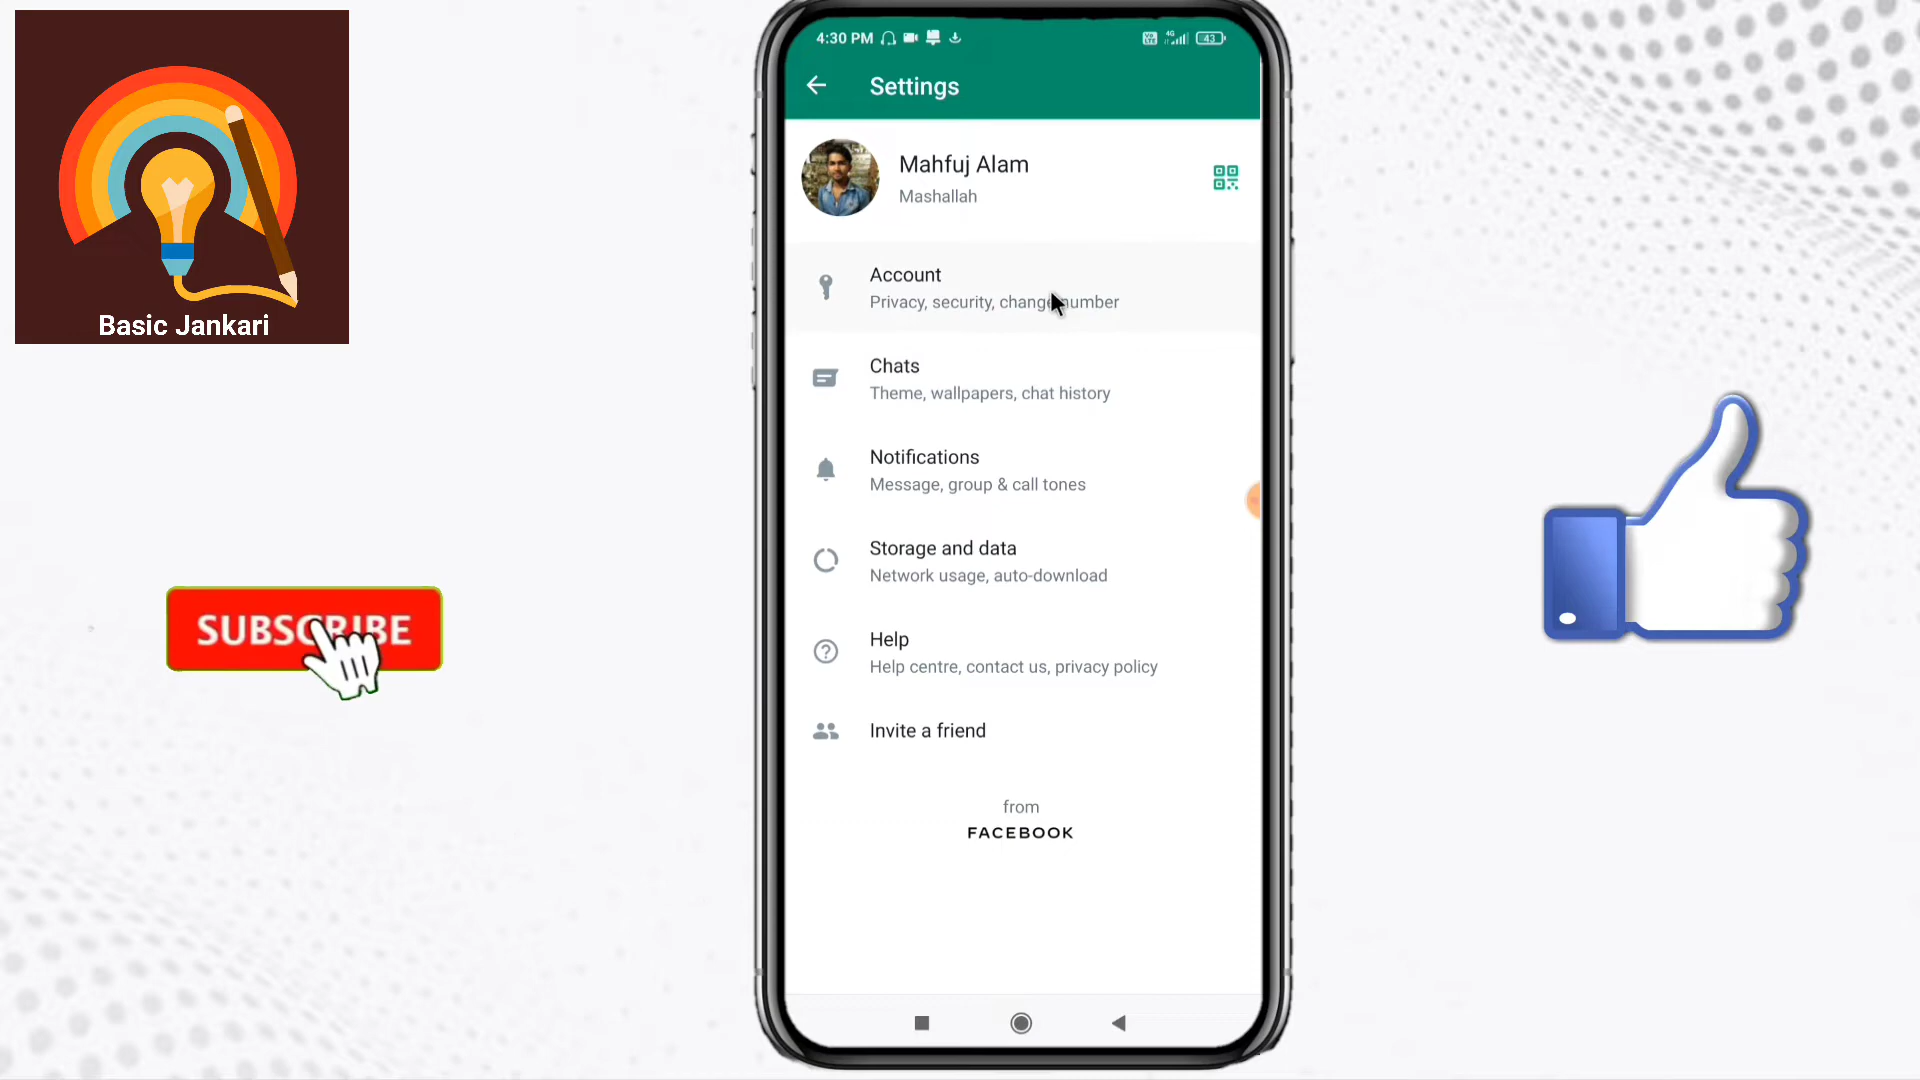 Basic Jankari
SUBSCRIBE
4:30 PM
4G
43
Settings
Mahfuj Alam
Mashallah
Account
Privacy, security, change number
Chats
Theme, wallpapers, chat history
Notifications
Message, group & call tones
Storage and data
Network usage, auto-download
Help
Help centre, contact us, privacy policy
Invite a friend
from
FACEBOOK